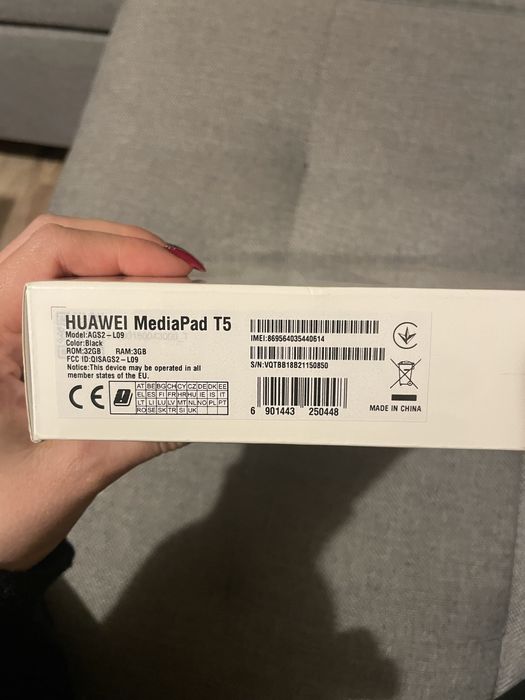 HUAWEI MediaPad T5
Model:AGS2-L09
Color:Black
ROM:32GB RAM:3GB
FCC ID:QISAGS2-L09
Notice:This device may be operated in all
member states of the EU.
CE
AT BE BG CH CY CZ DE DK EE
EL ES FI FR HR HU IE IS IT
LT LI LU LV MT NL NO PL PT
RO SE SK TR SI UK
IMEI:869564035440614
S/N:VQTBB18B21150850
6 901443 250448
MADE IN CHINA